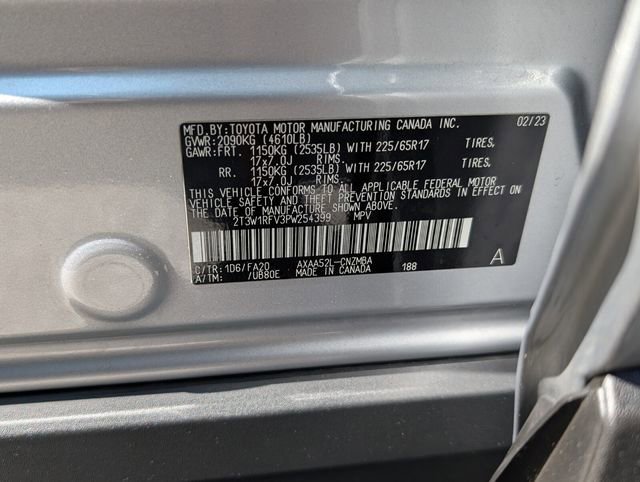 MFD.BY:TOYOTA MOTOR MANUFACTURING CANADA INC. 02/23
GVWR:2090KG (4610LB)
GAWR:FRT. 1150KG (2535LB) WITH 225/65R17 TIRES,
17x7.0J RIMS.
RR. 1150KG (2535LB) WITH 225/65R17 TIRES,
17x7.0J RIMS.
THIS VEHICLE CONFORMS TO ALL APPLICABLE FEDERAL MOTOR
VEHICLE SAFETY AND THEFT PREVENTION STANDARDS IN EFFECT ON
THE DATE OF MANUFACTURE SHOWN ABOVE.
2T3W1RFV3PW254399 MPV
C/TR:1D6/FA20 AXAA52L-CNZMBA 188 A
A/TM: /UB80E MADE IN CANADA